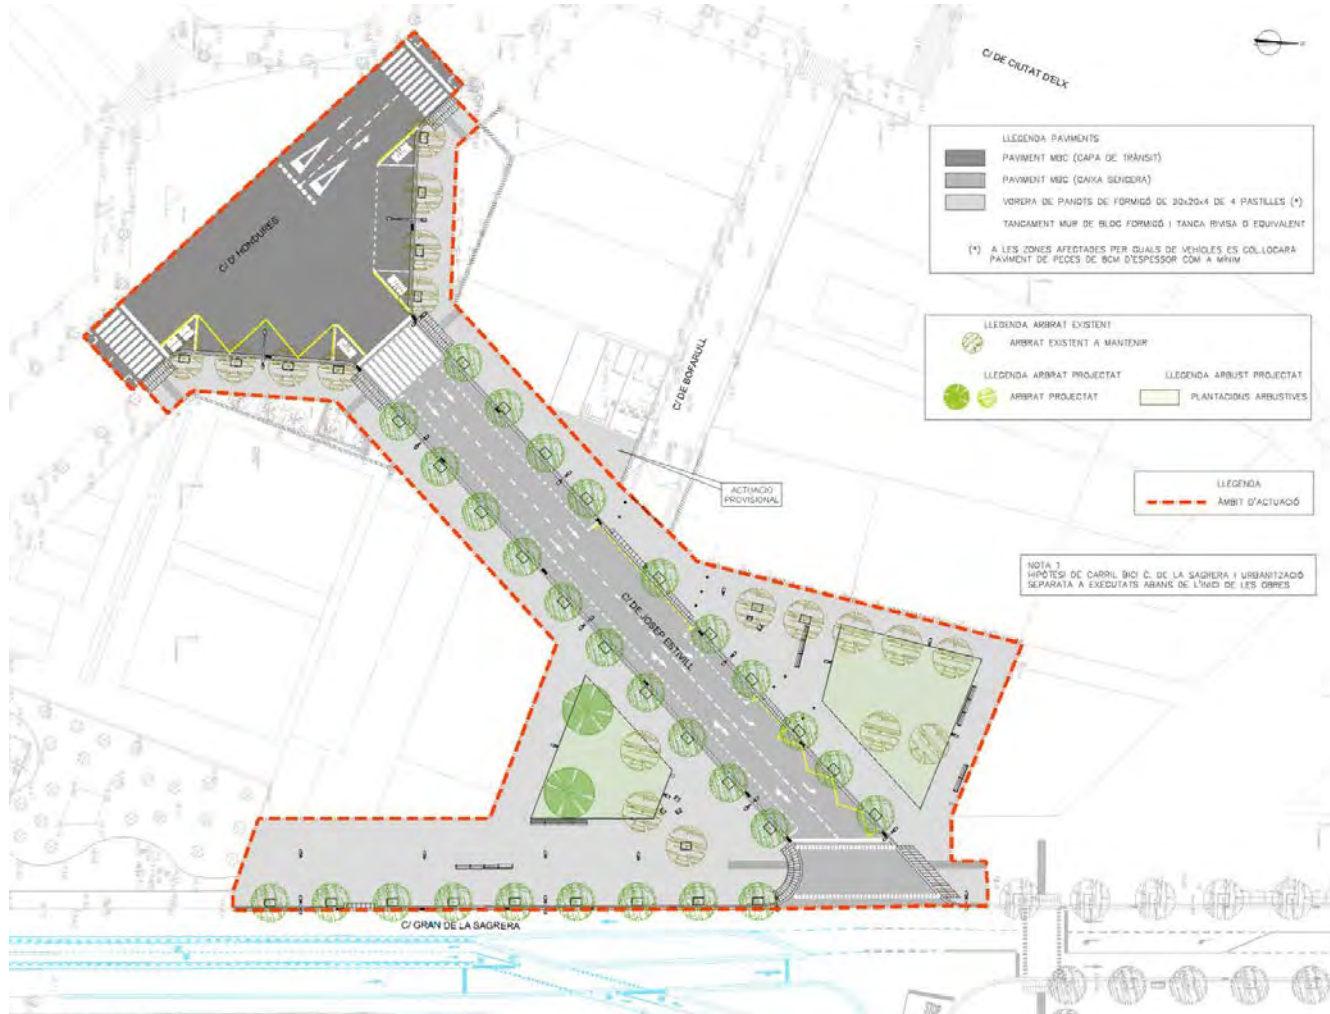 C/ DE CIUTAT D'ELX
LLEGENDA PAVIMENTS
PAVIMENT MBC (CAPA DE TRÀNSIT)
PAVIMENT MBC (CAIXA SENCERA)
VORERA DE PANOTS DE FORMIGÓ DE 20x20x4 DE 4 PASTILLES (*)
TANCAMENT MUR DE BLOC FORMIGÓ I TANCA RIVISA O EQUIVALENT
(*) A LES ZONES AFECTADES PER GUALS DE VEHICLES ES COL.LOCARÀ
PAVIMENT DE PECES DE 8CM D'ESPESSOR COM A MÍNIM
C/ D' HONDURES
LLEGENDA ARBRAT EXISTENT
ARBRAT EXISTENT A MANTENIR
LLEGENDA ARBRAT PROJECTAT
ARBRAT PROJECTAT
LLEGENDA ARBUST PROJECTAT
PLANTACIONS ARBUSTIVES
C/ DE BOFARULL
ACTUACIÓ
PROVISIONAL
LLEGENDA
ÀMBIT D'ACTUACIÓ
NOTA 1
HIPÒTESI DE CARRIL BICI C. DE LA SAGRERA I URBANITZACIÓ
SEPARATA A EXECUTATS ABANS DE L'INICI DE LES OBRES
C/ DE JOSEP ESTIVILL
C/ GRAN DE LA SAGRERA